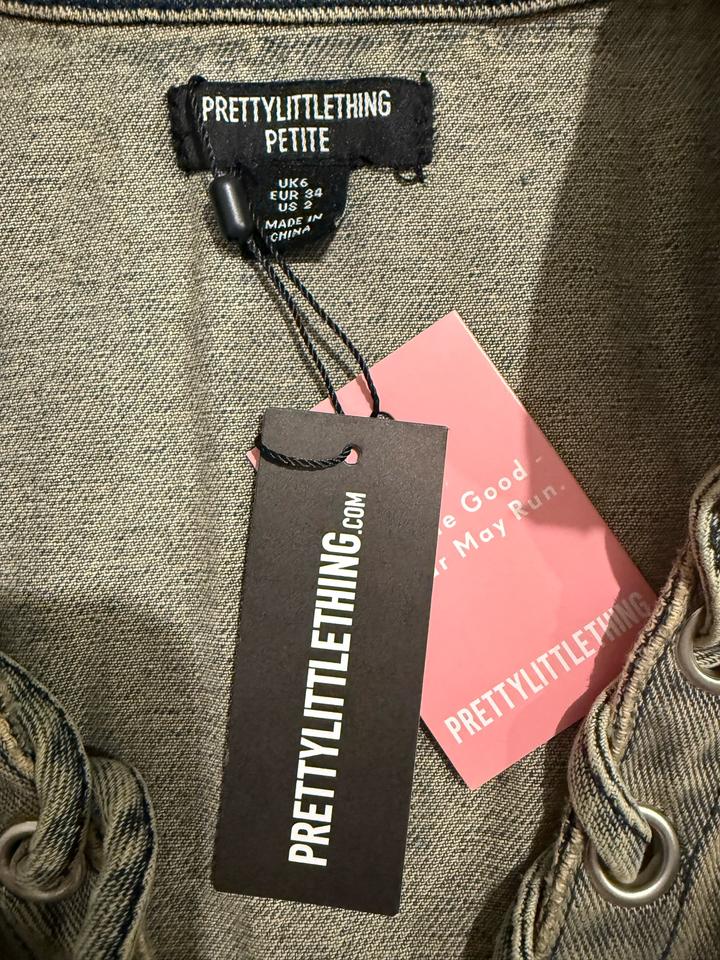 PRETTYLITTLETHING
PETITE
UK6
EUR 34
US 2
MADE IN
CHINA
PRETTYLITTLETHING.COM
Good -
May Run.
PRETTYLITTLETHING